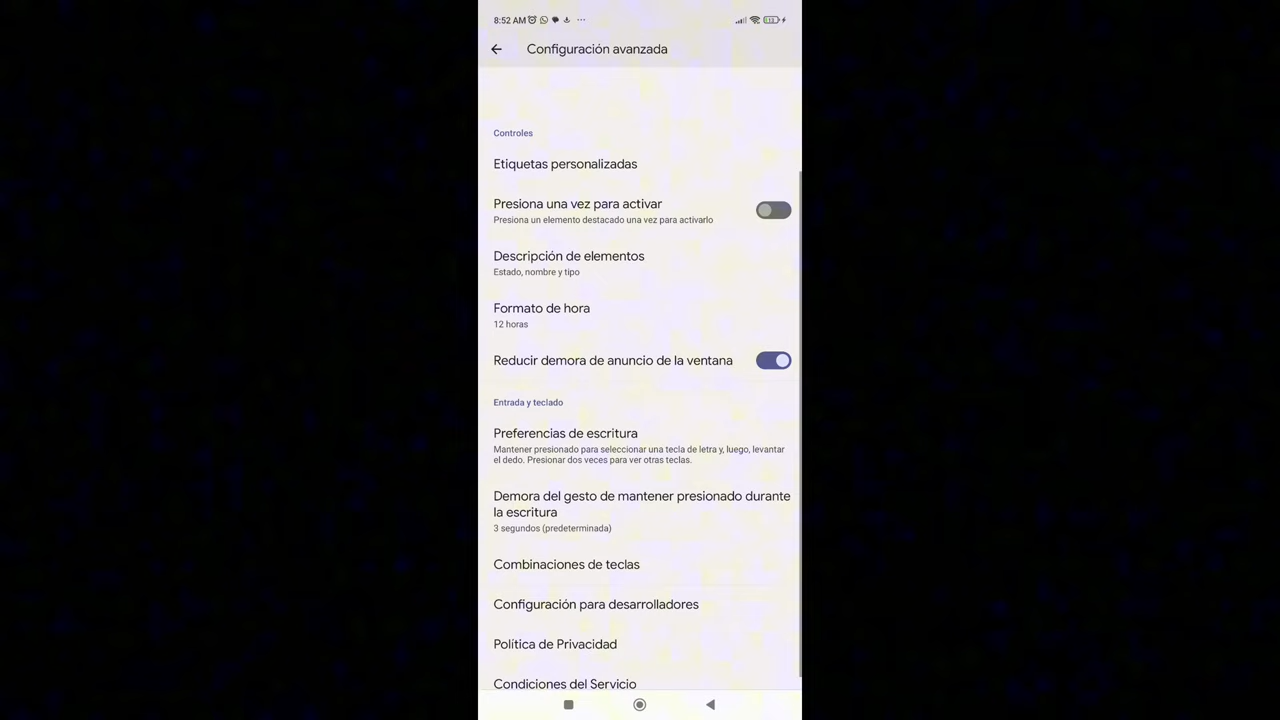 8:52 AM
Configuración avanzada
Controles
Etiquetas personalizadas
Presiona una vez para activar
Presiona un elemento destacado una vez para activarlo
Descripción de elementos
Estado, nombre y tipo
Formato de hora
12 horas
Reducir demora de anuncio de la ventana
Entrada y teclado
Preferencias de escritura
Mantener presionado para seleccionar una tecla de letra y, luego, levantar
el dedo. Presionar dos veces para ver otras teclas.
Demora del gesto de mantener presionado durante
la escritura
3 segundos (predeterminada)
Combinaciones de teclas
Configuración para desarrolladores
Política de Privacidad
Condiciones del Servicio